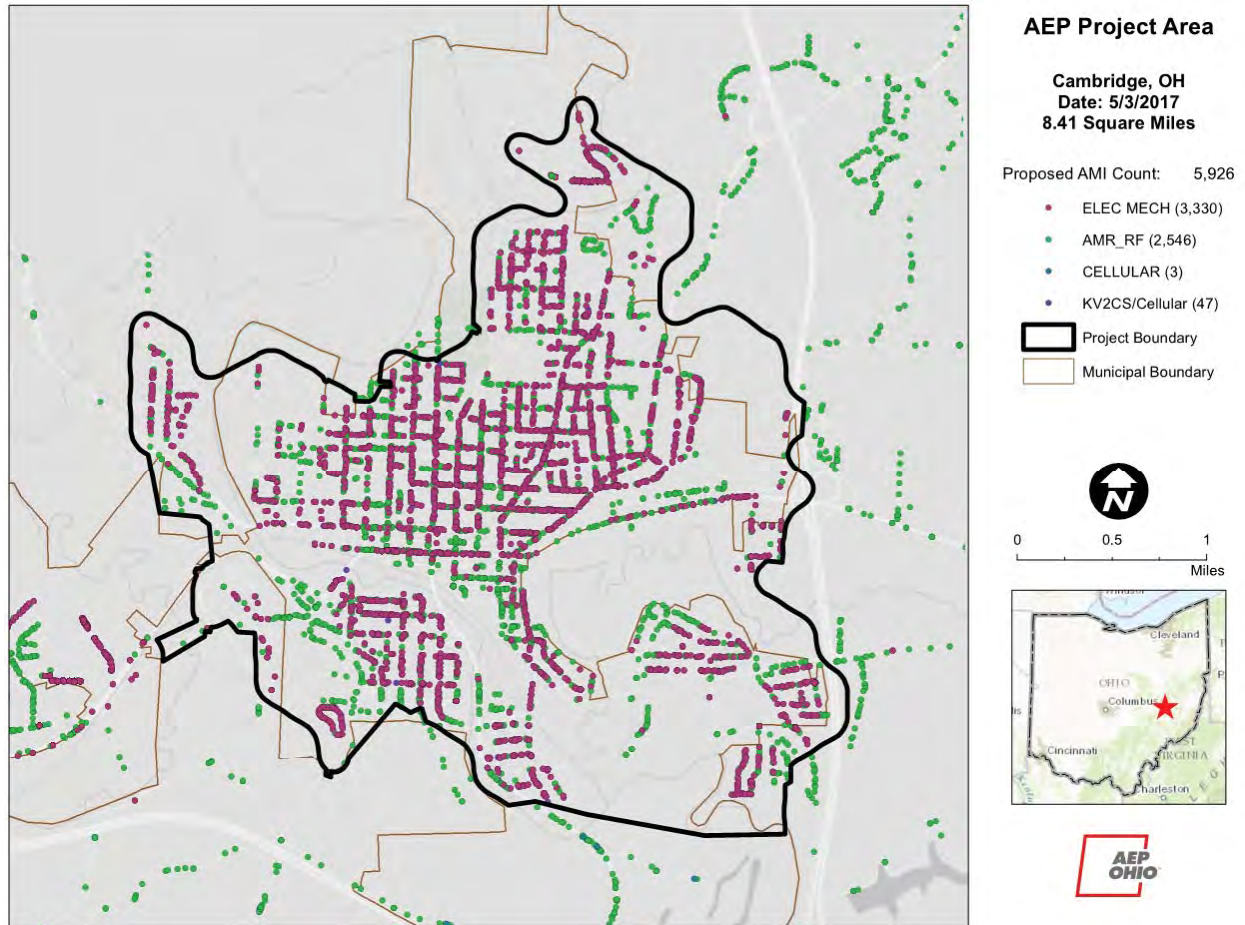 AEP Project Area
Cambridge, OH
Date: 5/3/2017
8.41 Square Miles
Proposed AMI Count: 5,926
ELEC MECH (3,330)
AMR_RF (2,546)
CELLULAR (3)
KV2CS/Cellular (47)
Project Boundary
Municipal Boundary
N
0 0.5 1
Miles
Cleveland
OHIO
Columbus
Cincinnati
VIRGINIA
Charleston
AEP
OHIO